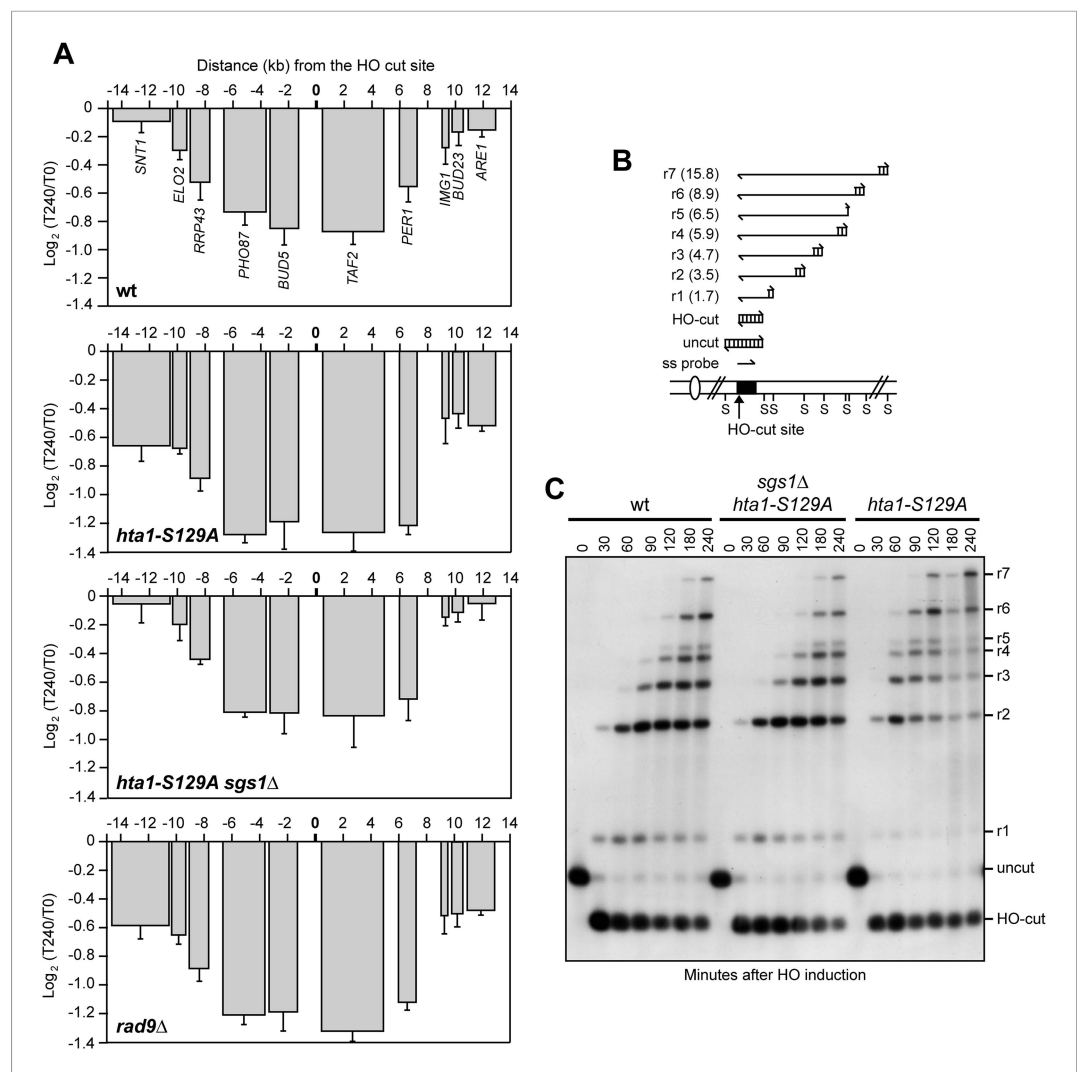 A
Distance (kb) from the HO cut site
-14 -12 -10 -8 -6 -4 -2 0 2 4 6 8 10 12 14
0
-0.2
-0.4
-0.6
-0.8
-1.0
-1.2
-1.4
Log2 (T240/T0)
SNT1
ELO2
RRP43
PHO87
BUD5
TAF2
PER1
IMG1
BUD23
ARE1
wt
-14 -12 -10 -8 -6 -4 -2 0 2 4 6 8 10 12 14
0
-0.2
-0.4
-0.6
-0.8
-1.0
-1.2
-1.4
Log2 (T240/T0)
hta1-S129A
-14 -12 -10 -8 -6 -4 -2 0 2 4 6 8 10 12 14
0
-0.2
-0.4
-0.6
-0.8
-1.0
-1.2
-1.4
Log2 (T240/T0)
hta1-S129A sgs1Δ
-14 -12 -10 -8 -6 -4 -2 0 2 4 6 8 10 12 14
0
-0.2
-0.4
-0.6
-0.8
-1.0
-1.2
-1.4
Log2 (T240/T0)
rad9Δ
B
r7 (15.8)
r6 (8.9)
r5 (6.5)
r4 (5.9)
r3 (4.7)
r2 (3.5)
r1 (1.7)
HO-cut
uncut
ss probe
S SS S S S S S
HO-cut site
C
wt
sgs1Δ
hta1-S129A
hta1-S129A
0 30 60 90 120 180 240 0 30 60 90 120 180 240 0 30 60 90 120 180 240
r7
r6
r5
r4
r3
r2
r1
uncut
HO-cut
Minutes after HO induction